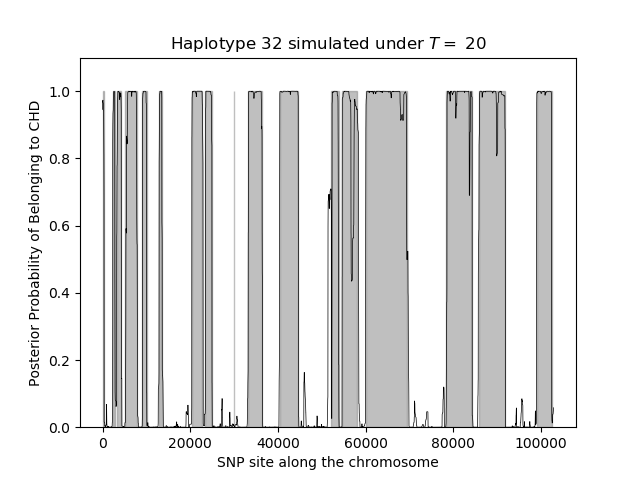 Haplotype 32 simulated under T = 20
Posterior Probability of Belonging to CHD
1.0
0.8
0.6
0.4
0.2
0.0
0 20000 40000 60000 80000 100000
SNP site along the chromosome